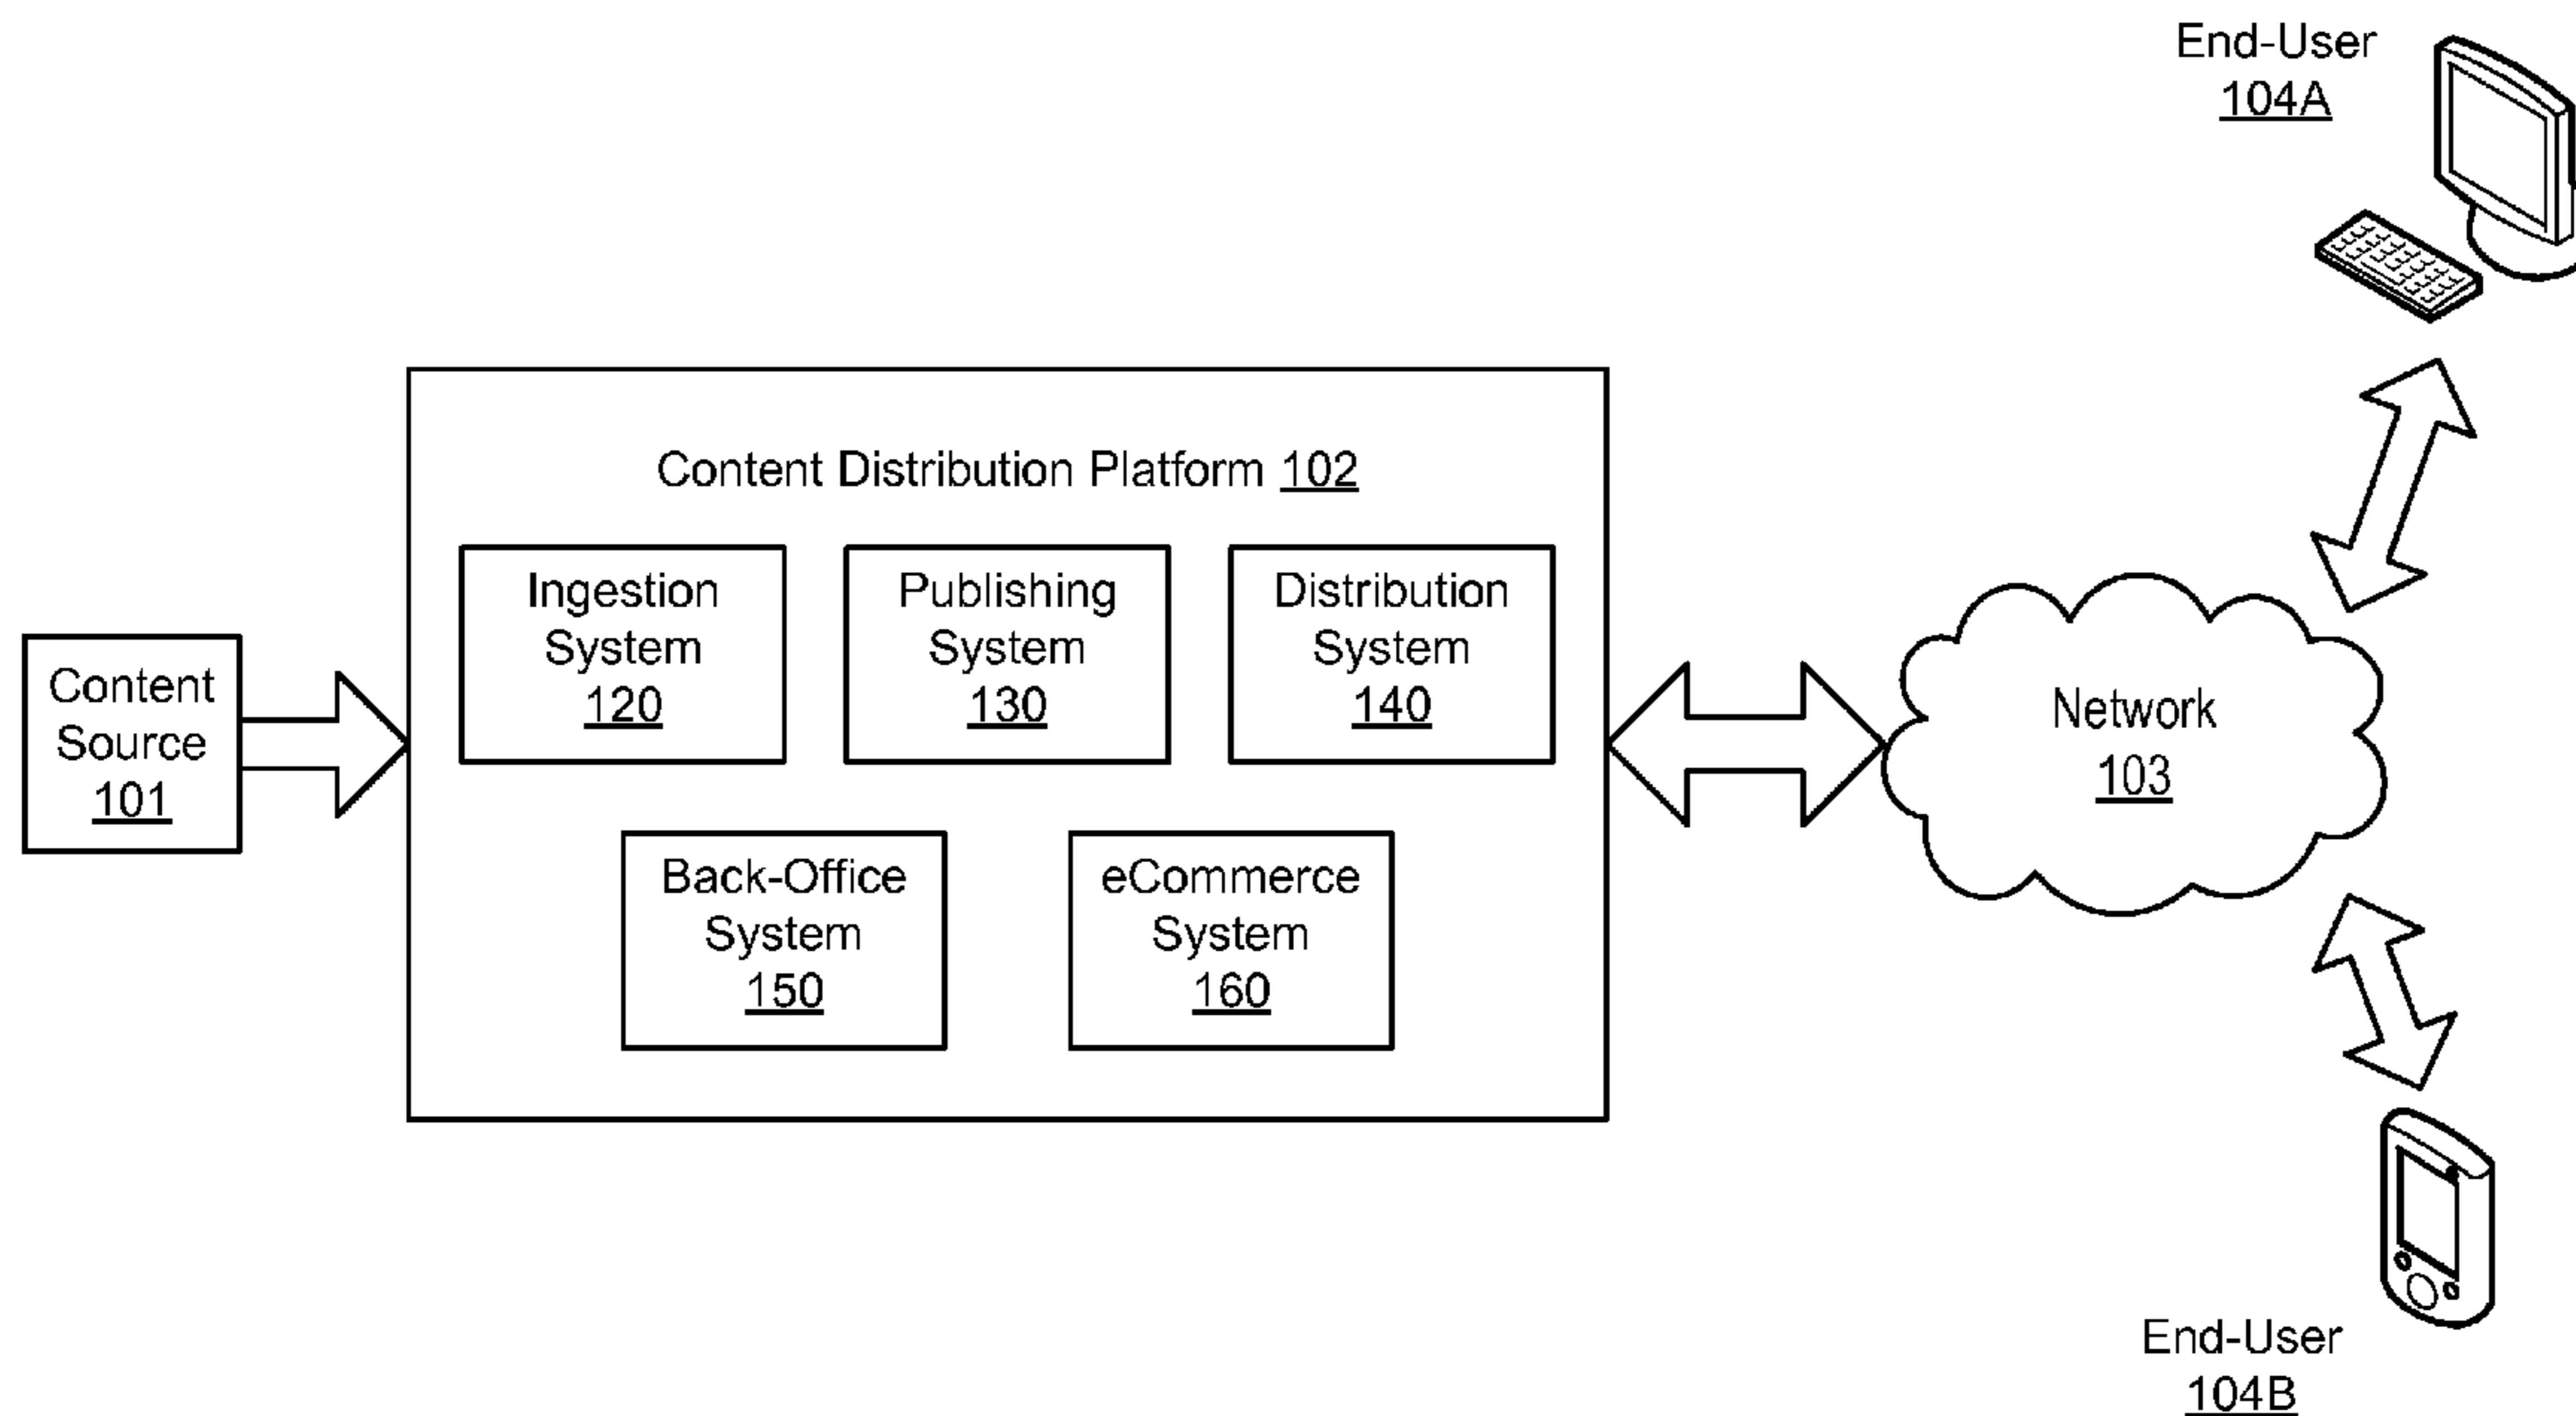 End-User
104A
Content Distribution Platform 102
Ingestion
System
120
Publishing
System
130
Distribution
System
140
Content
Source
101
Network
103
Back-Office
System
150
eCommerce
System
160
End-User
104B